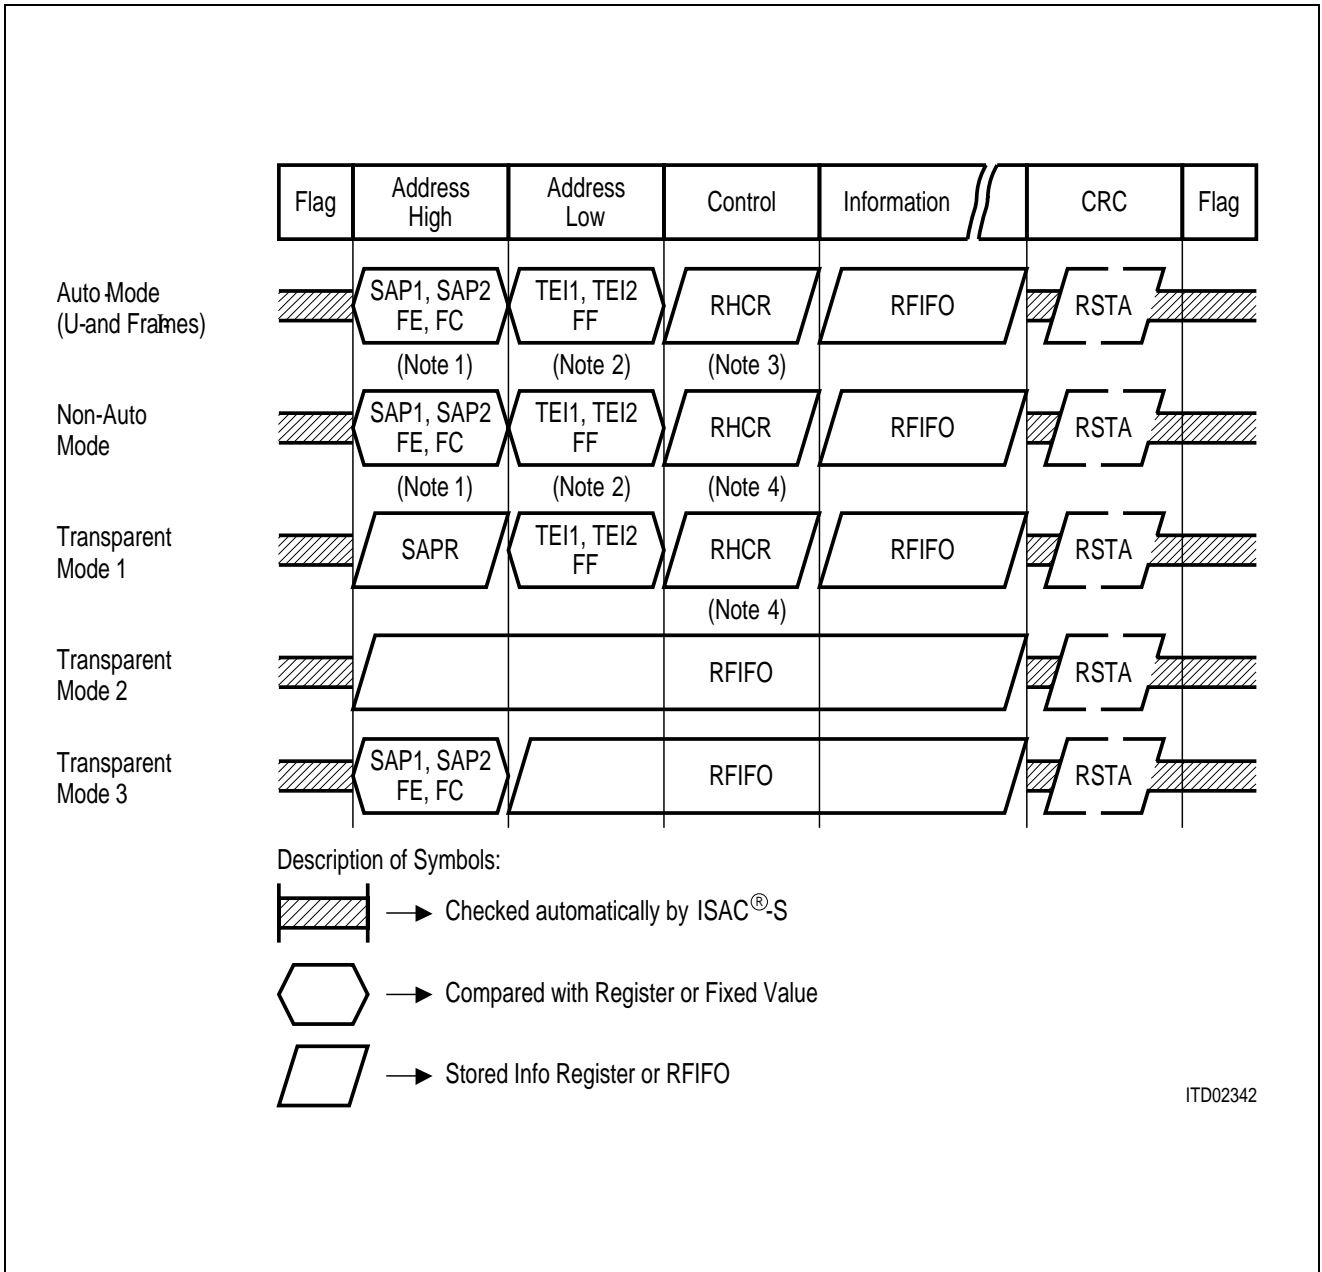 Flag
Address
High
Address
Low
Control
Information
CRC
Flag
Auto-Mode
(U-and I-Frames)
SAP1, SAP2
FE, FC
TEI1, TEI2
FF
RHCR
RFIFO
RSTA
(Note 1)
(Note 2)
(Note 3)
Non-Auto
Mode
SAP1, SAP2
FE, FC
TEI1, TEI2
FF
RHCR
RFIFO
RSTA
(Note 1)
(Note 2)
(Note 4)
Transparent
Mode 1
SAPR
TEI1, TEI2
FF
RHCR
RFIFO
RSTA
(Note 4)
Transparent
Mode 2
RFIFO
RSTA
Transparent
Mode 3
SAP1, SAP2
FE, FC
RFIFO
RSTA
Description of Symbols:
Checked automatically by ISAC®-S
Compared with Register or Fixed Value
Stored Info Register or RFIFO
ITD02342